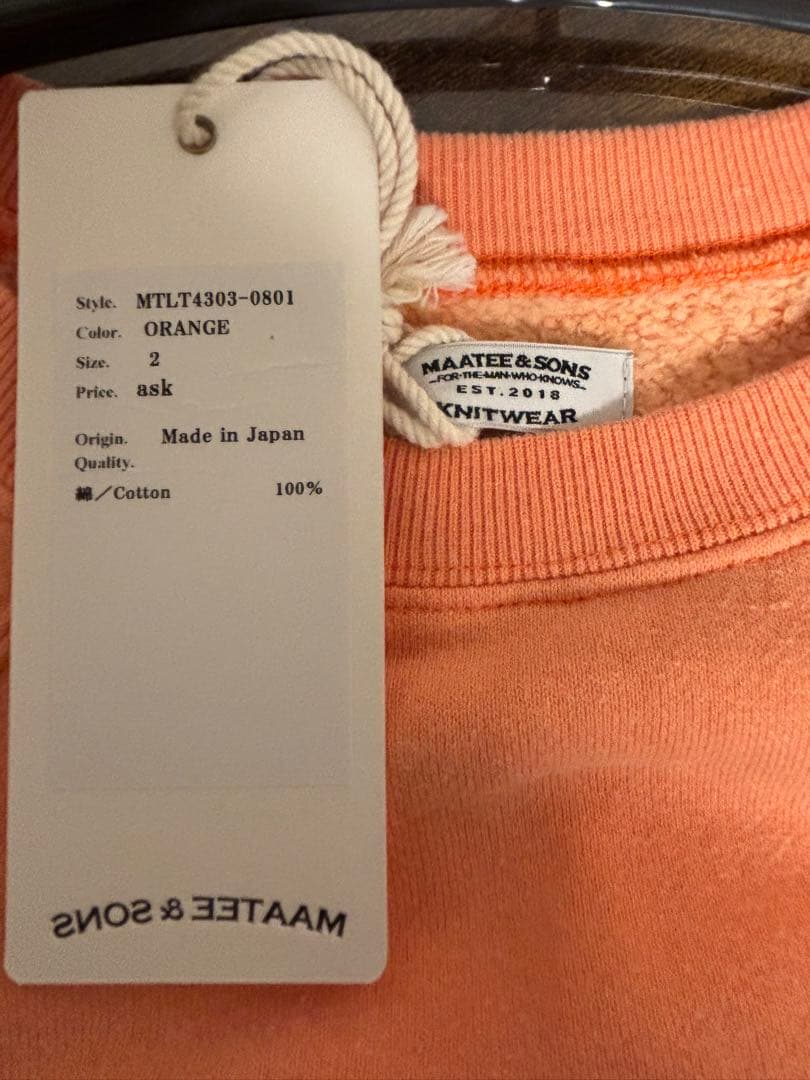 Style. MTLT4303-0801
Color. ORANGE
Size. 2
Price. ask
Origin. Made in Japan
Quality.
綿／Cotton 100%
MAATEE & SONS
MAATEE & SONS
FOR·THE·MAN·WHO·KNOWS
EST.2018
KNITWEAR